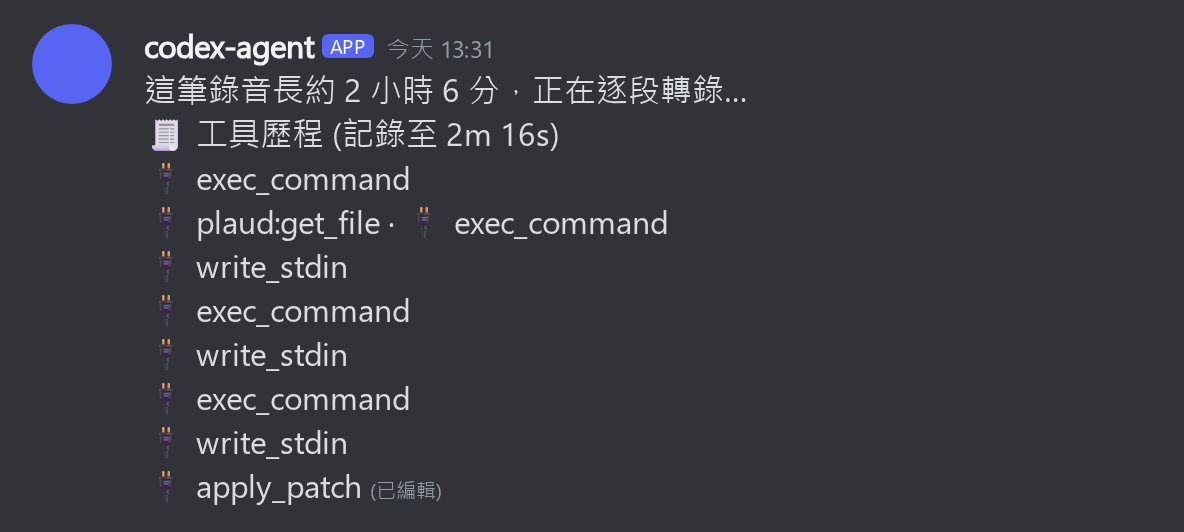 codex-agent APP 今天 13:31
這筆錄音長約 2 小時 6 分，正在逐段轉錄...
工具歷程 (記錄至 2m 16s)
exec_command
plaud:get_file · exec_command
write_stdin
exec_command
write_stdin
exec_command
write_stdin
apply_patch (已編輯)